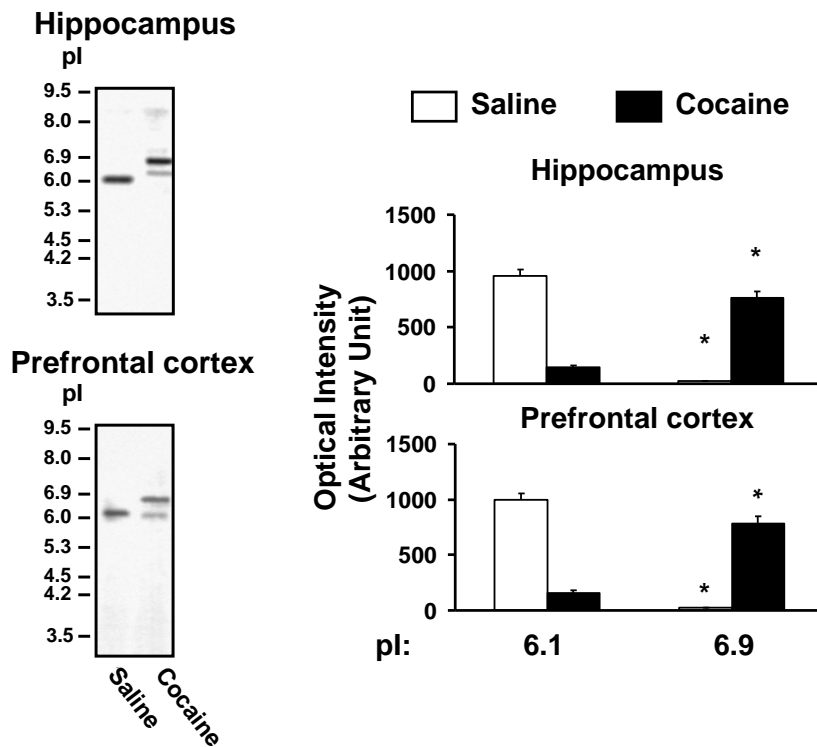 Hippocampus
pI
9.5
8.0
6.9
6.0
5.3
4.5
4.2
3.5
Prefrontal cortex
pI
9.5
8.0
6.9
6.0
5.3
4.5
4.2
3.5
Saline
Cocaine
Saline Cocaine
Hippocampus
Optical Intensity
(Arbitrary Unit)
1500
1000
500
0
*
*
Prefrontal cortex
1500
1000
500
0
*
*
pI: 6.1 6.9